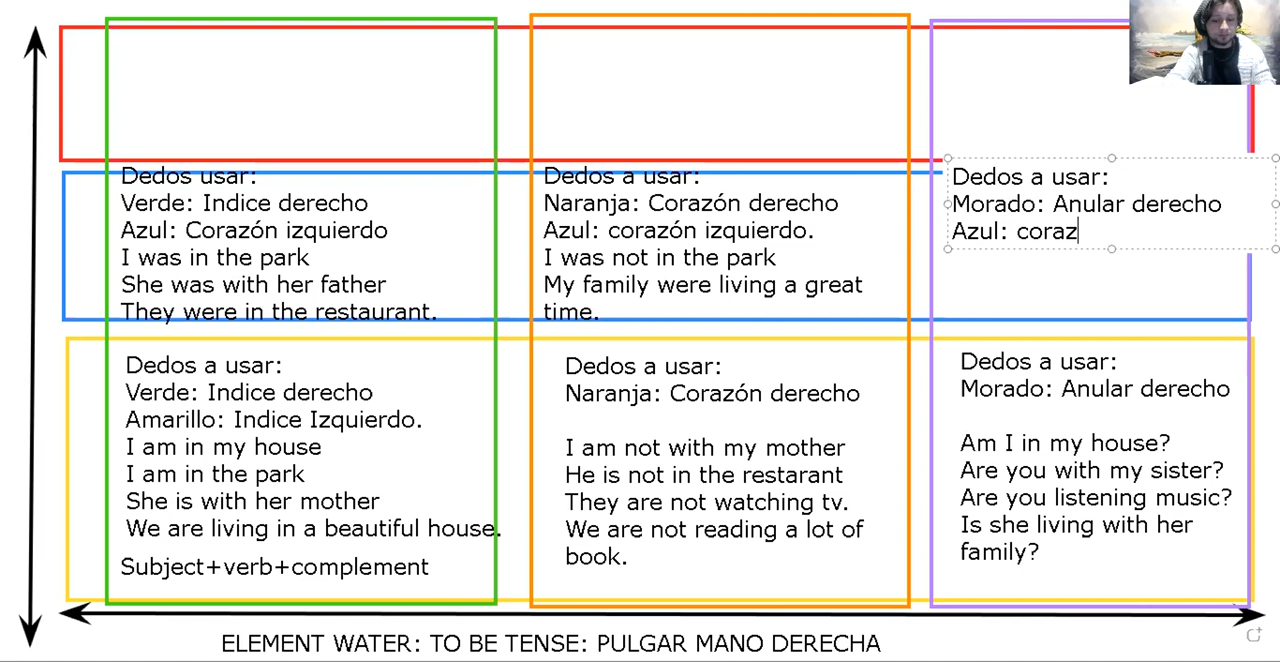 Dedos usar:
Verde: Indice derecho
Azul: Corazón izquierdo
I was in the park
She was with her father
They were in the restaurant.
Dedos a usar:
Naranja: Corazón derecho
Azul: corazón izquierdo.
I was not in the park
My family were living a great
time.
Dedos a usar:
Morado: Anular derecho
Azul: coraz
Dedos a usar:
Verde: Indice derecho
Amarillo: Indice Izquierdo.
I am in my house
I am in the park
She is with her mother
We are living in a beautiful house.
Subject+verb+complement
Dedos a usar:
Naranja: Corazón derecho
I am not with my mother
He is not in the restarant
They are not watching tv.
We are not reading a lot of
book.
Dedos a usar:
Morado: Anular derecho
Am I in my house?
Are you with my sister?
Are you listening music?
Is she living with her
family?
ELEMENT WATER: TO BE TENSE: PULGAR MANO DERECHA